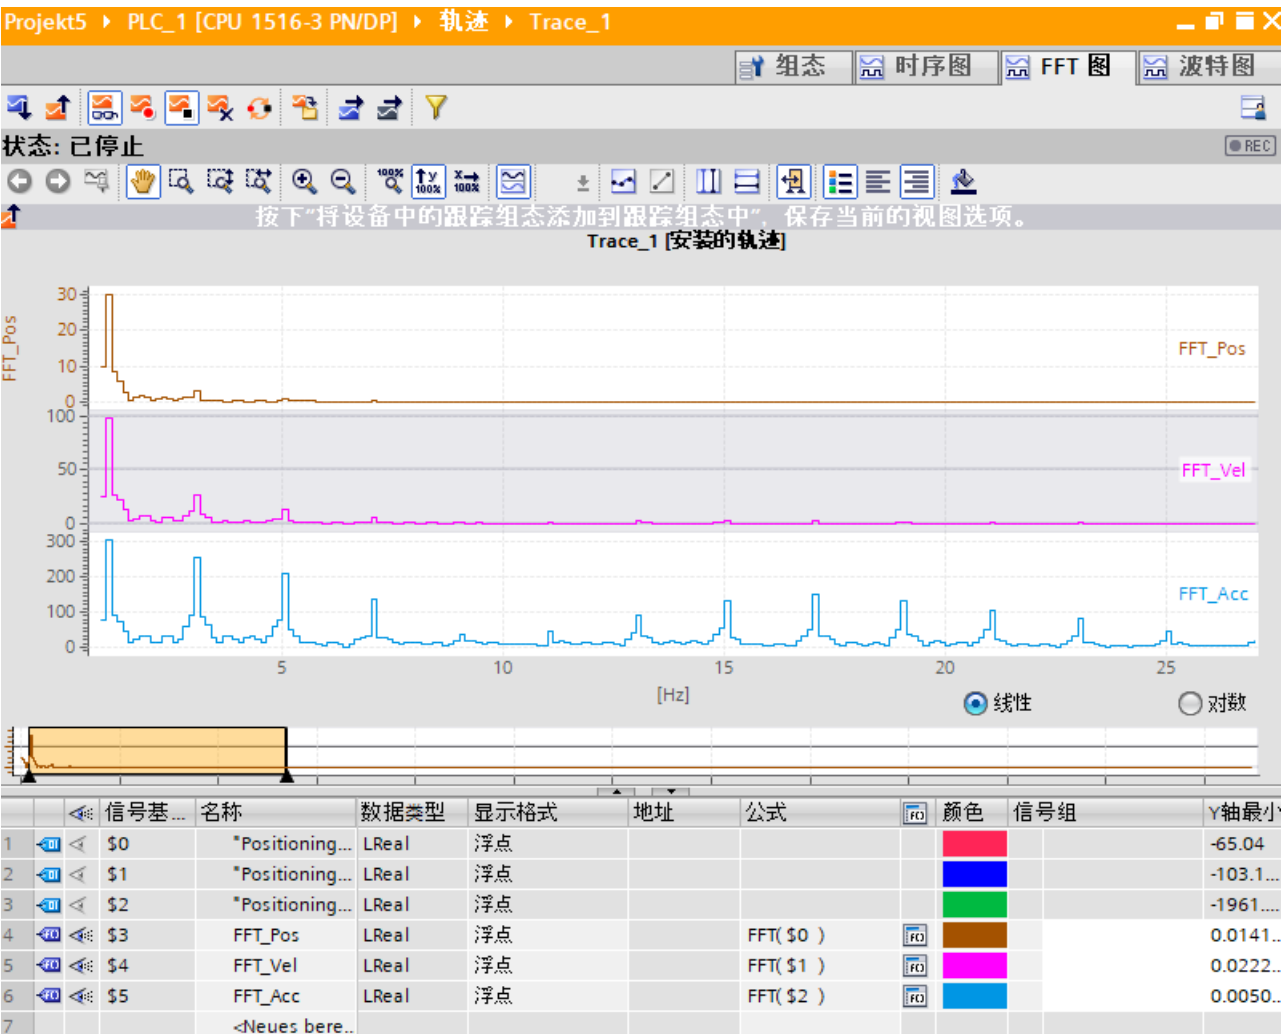 Projekt5 ▸ PLC_1 [CPU 1516-3 PN/DP] ▸ 轨迹 ▸ Trace_1
组态 时序图 FFT 图 波特图
状态: 已停止
REC
100% y 100% x 100%
按下“将设备中的跟踪组态添加到跟踪组态中”，保存当前的视图选项。
Trace_1 [安装的轨迹]
FFT_Pos
30
20
10
0
FFT_Pos
100
50
0
FFT_Vel
300
200
100
0
FFT_Acc
5 10 15 20 25
[Hz]
线性 对数
信号基... 名称 数据类型 显示格式 地址 公式 f(x) 颜色 信号组 Y轴最小
1 $0 "Positioning... LReal 浮点 -65.04
2 $1 "Positioning... LReal 浮点 -103.1...
3 $2 "Positioning... LReal 浮点 -1961....
4 $3 FFT_Pos LReal 浮点 FFT( $0 ) 0.0141..
5 $4 FFT_Vel LReal 浮点 FFT( $1 ) 0.0222..
6 $5 FFT_Acc LReal 浮点 FFT( $2 ) 0.0050..
7 <Neues bere..